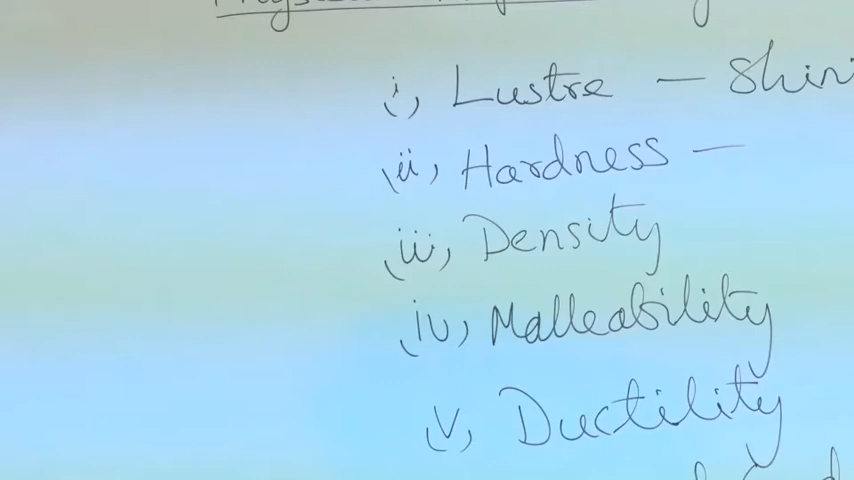 (i) Lustre — Shin
(ii) Hardness —
(iii) Density
(iv) Malleability
(v) Ductility